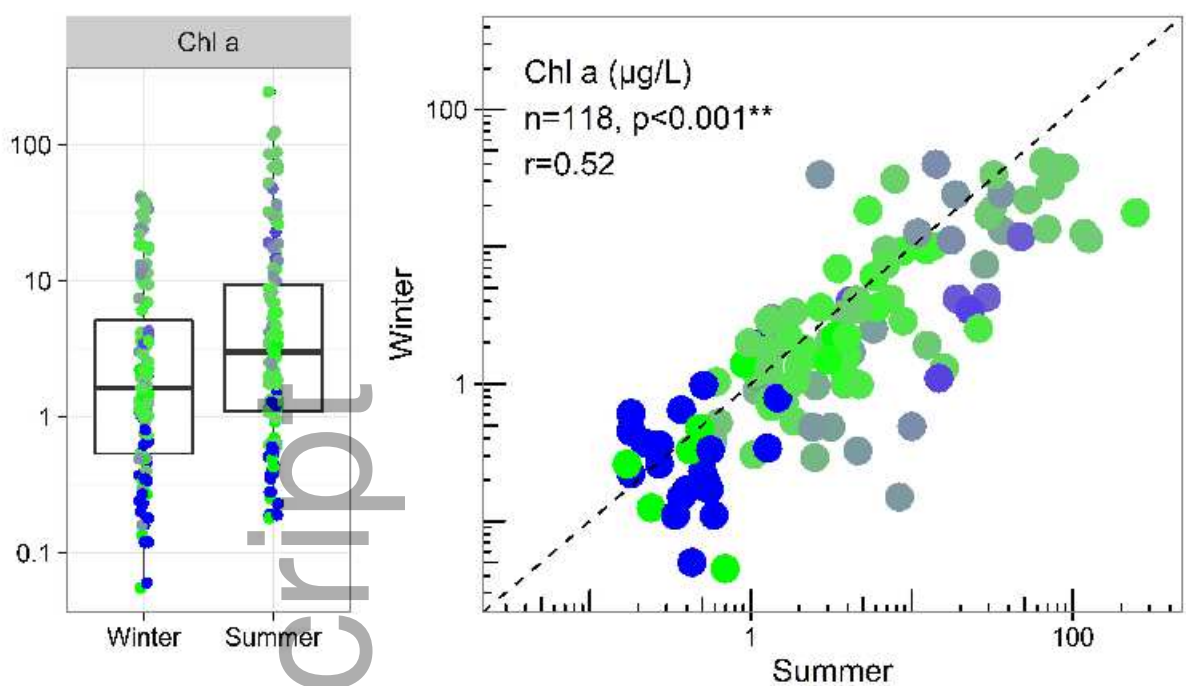 Chl a
100
10
1
0.1
Winter
Summer
Chl a (µg/L)
n=118, p<0.001**
r=0.52
100
1
Winter
1
100
Summer
cript